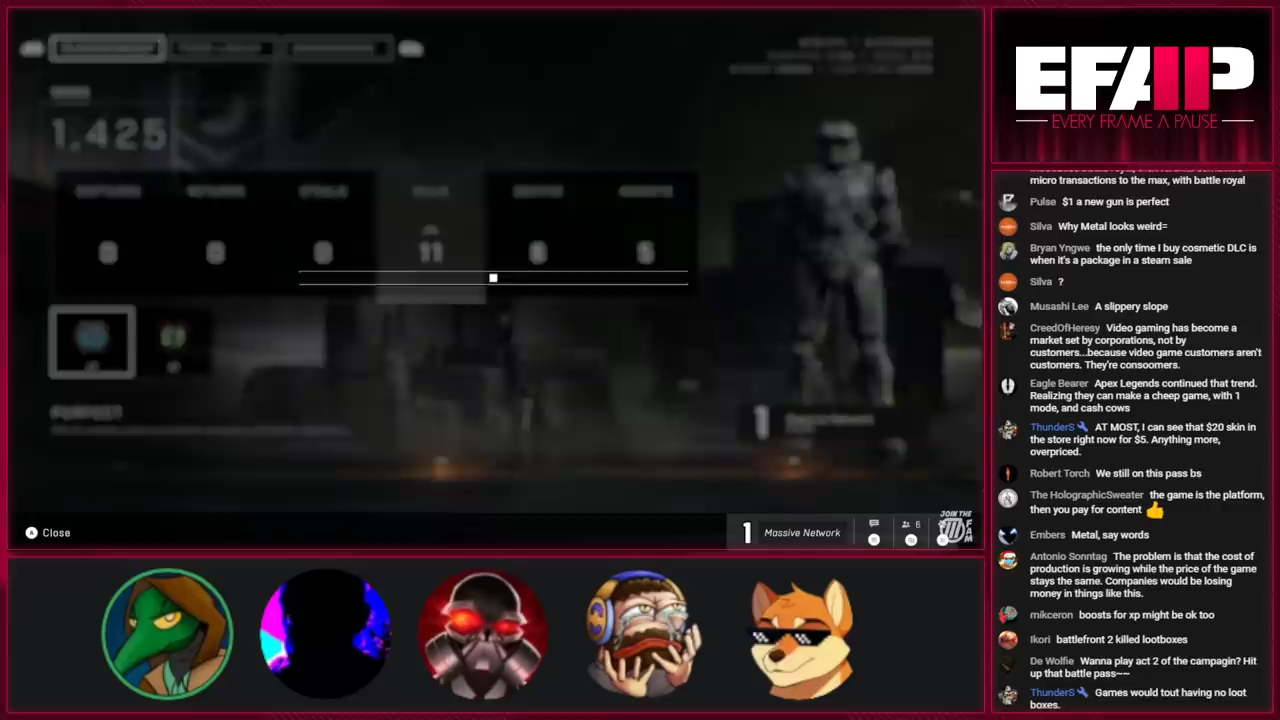 1,425
0 0 0 11 6 5
Close
1 Massive Network
6
JOIN THE
FAM
EFAP
EVERY FRAME A PAUSE
micro transactions to the max, with battle royal
Pulse $1 a new gun is perfect
Silva Why Metal looks weird=
Bryan Yngwe the only time I buy cosmetic DLC is
when it's a package in a steam sale
Silva ?
Musashi Lee A slippery slope
CreedOfHeresy Video gaming has become a
market set by corporations, not by
customers...because video game customers aren't
customers. They're consoomers.
Eagle Bearer Apex Legends continued that trend.
Realizing they can make a cheep game, with 1
mode, and cash cows
ThunderS AT MOST, I can see that $20 skin in
the store right now for $5. Anything more,
overpriced.
Robert Torch We still on this pass bs
The HolographicSweater the game is the platform,
then you pay for content 👍
Embers Metal, say words
Antonio Sonntag The problem is that the cost of
production is growing while the price of the game
stays the same. Companies would be losing
money in things like this.
mikceron boosts for xp might be ok too
Ikori battlefront 2 killed lootboxes
De Wolfie Wanna play act 2 of the campagin? Hit
up that battle pass~~
ThunderS Games would tout having no loot
boxes.